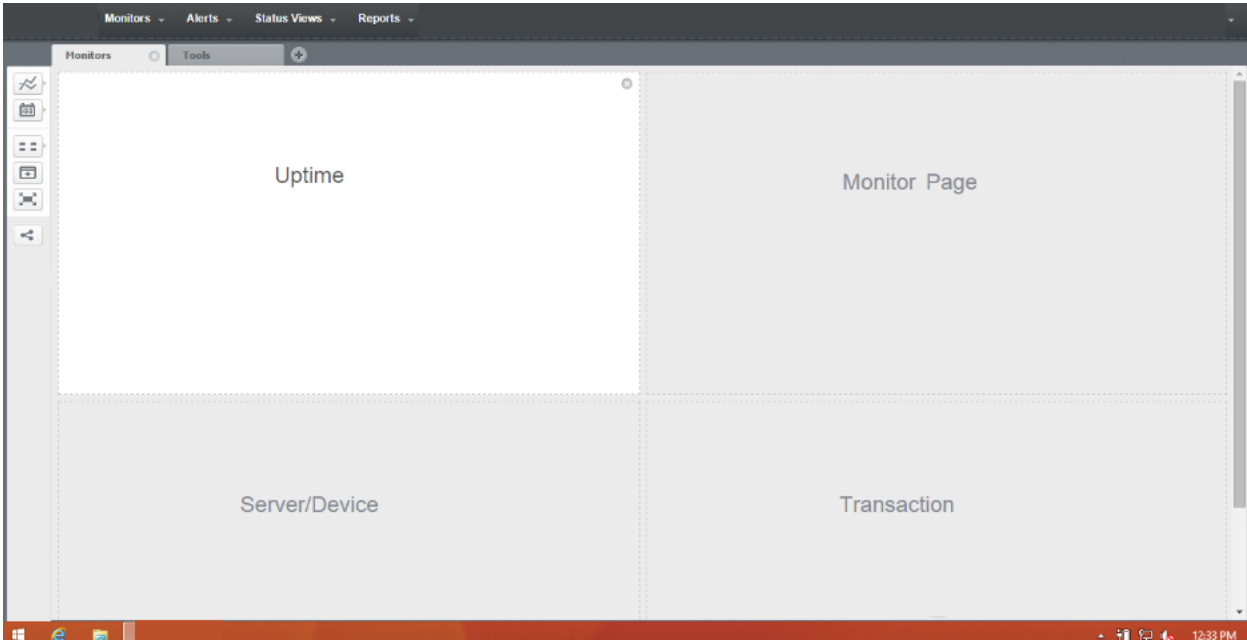 Monitors Alerts Status Views Reports
Monitors Tools
Uptime
Monitor Page
Server/Device
Transaction
12:33 PM